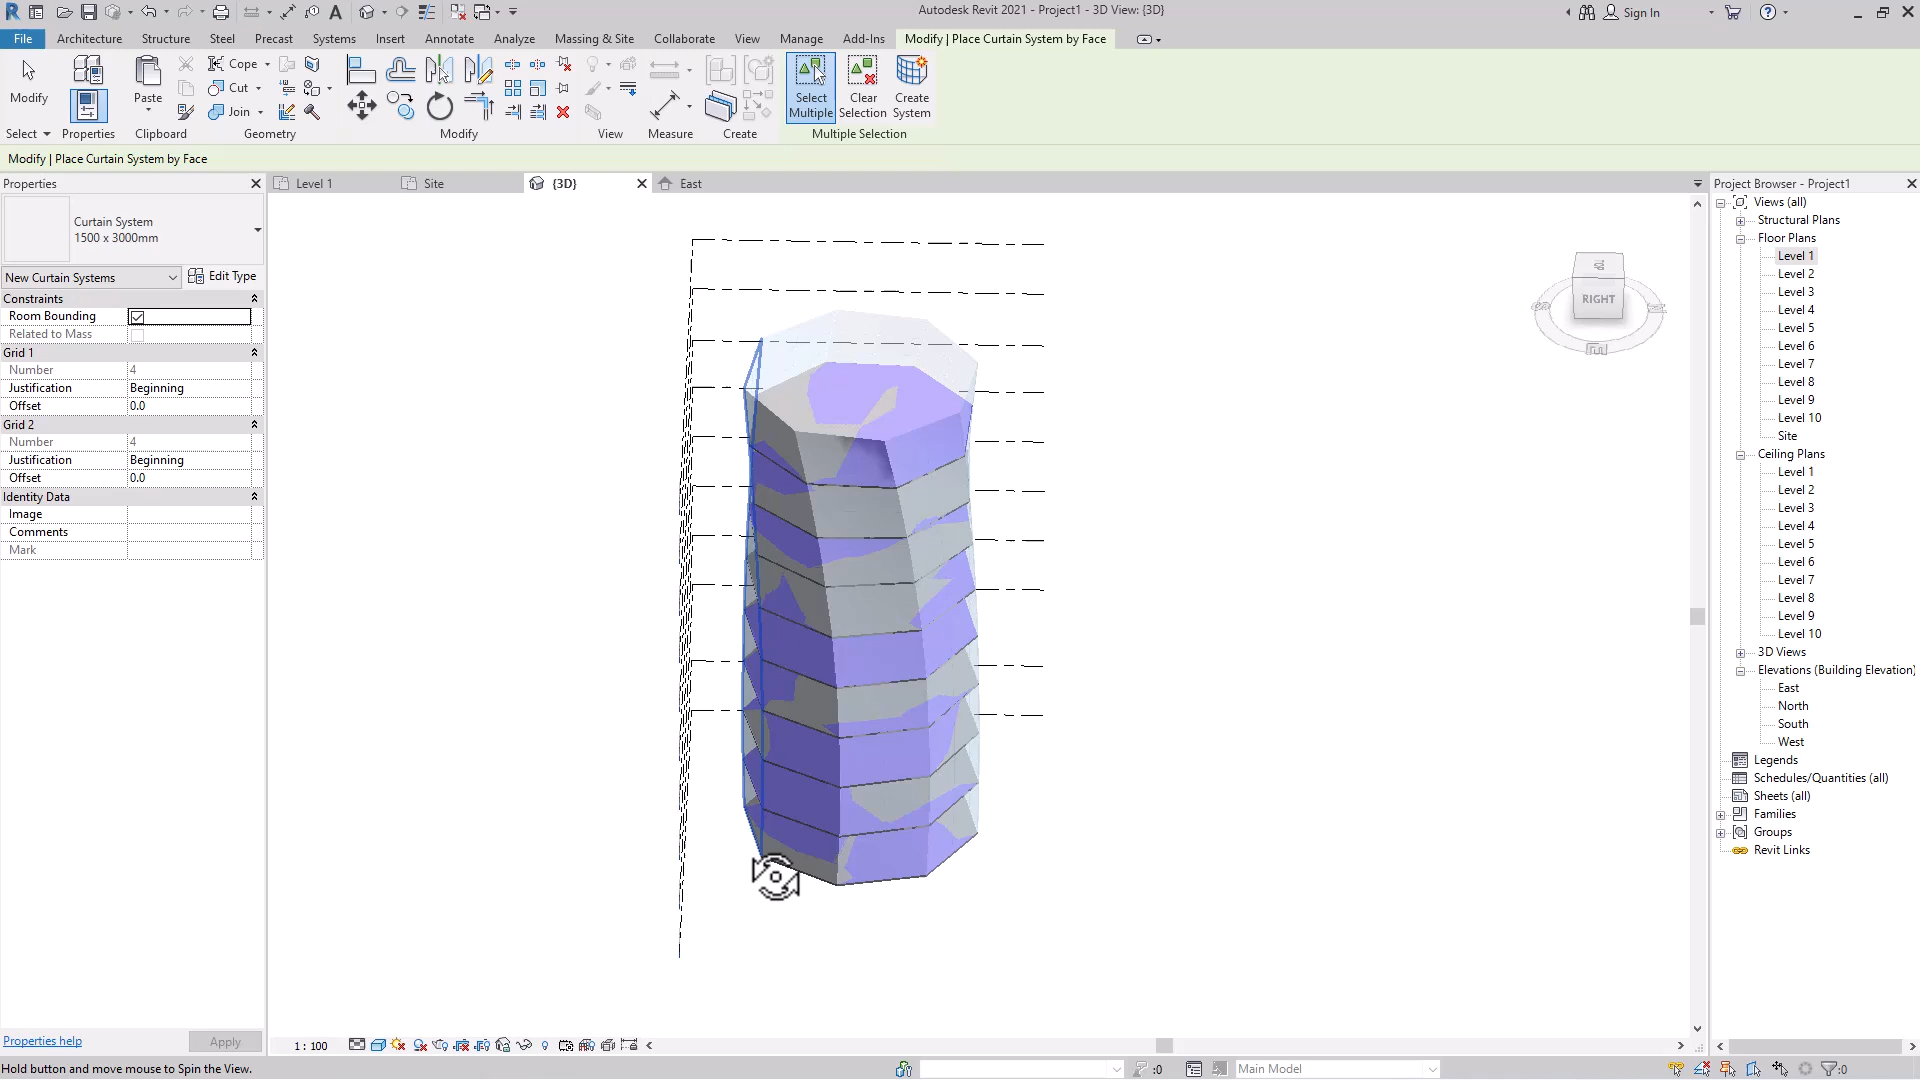 Autodesk Revit 2021 - Project1 - 3D View: {3D}
Sign In
File
Architecture
Structure
Steel
Precast
Systems
Insert
Annotate
Analyze
Massing & Site
Collaborate
View
Manage
Add-Ins
Modify | Place Curtain System by Face
Modify
Paste
Cope
Cut
Join
Select Multiple
Clear Selection
Create System
Select
Properties
Clipboard
Geometry
Modify
View
Measure
Create
Multiple Selection
Modify | Place Curtain System by Face
Properties
Curtain System
1500 x 3000mm
New Curtain Systems
Edit Type
Constraints
Room Bounding
Related to Mass
Grid 1
Number 4
Justification Beginning
Offset 0.0
Grid 2
Number 4
Justification Beginning
Offset 0.0
Identity Data
Image
Comments
Mark
Properties help
Apply
Level 1
Site
{3D}
East
TOP
RIGHT
1 : 100
Project Browser - Project1
Views (all)
Structural Plans
Floor Plans
Level 1
Level 2
Level 3
Level 4
Level 5
Level 6
Level 7
Level 8
Level 9
Level 10
Site
Ceiling Plans
Level 1
Level 2
Level 3
Level 4
Level 5
Level 6
Level 7
Level 8
Level 9
Level 10
3D Views
Elevations (Building Elevation)
East
North
South
West
Legends
Schedules/Quantities (all)
Sheets (all)
Families
Groups
Revit Links
Hold button and move mouse to Spin the View.
:0
Main Model
:0